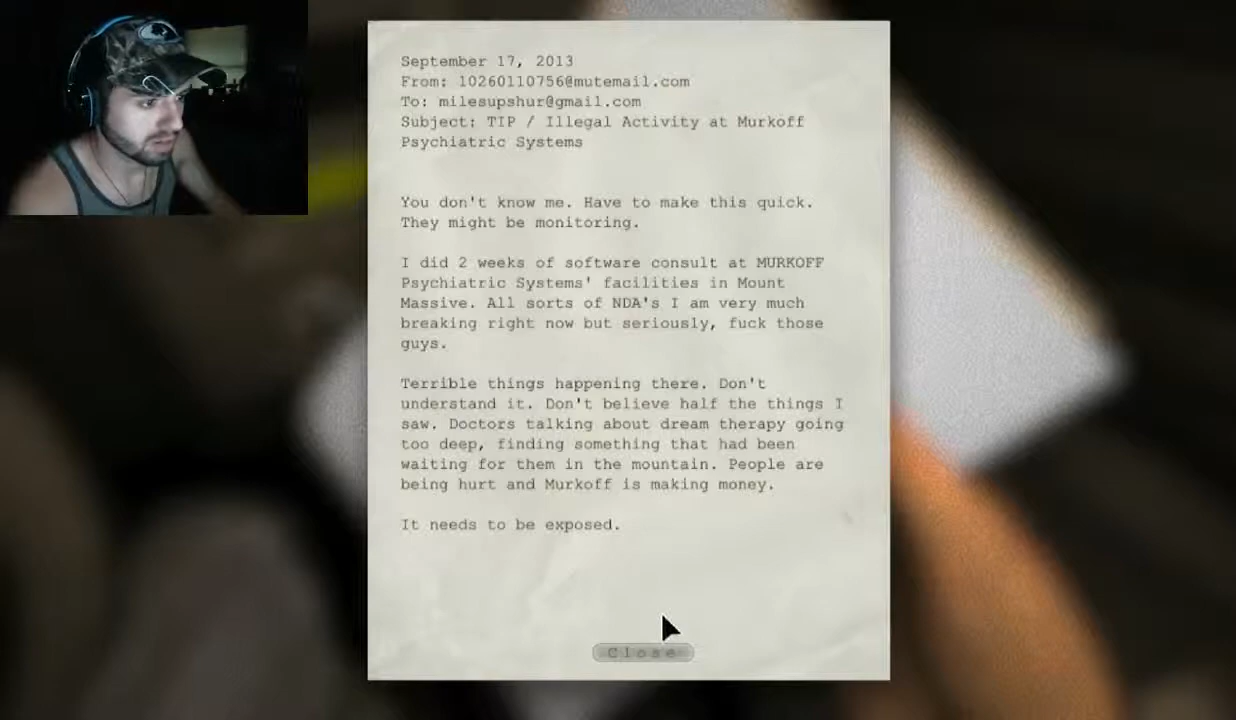 September 17, 2013
From: 10260110756@mutemail.com
To: milesupshur@gmail.com
Subject: TIP / Illegal Activity at Murkoff
Psychiatric Systems
You don't know me. Have to make this quick.
They might be monitoring.
I did 2 weeks of software consult at MURKOFF
Psychiatric Systems' facilities in Mount
Massive. All sorts of NDA's I am very much
breaking right now but seriously, fuck those
guys.
Terrible things happening there. Don't
understand it. Don't believe half the things I
saw. Doctors talking about dream therapy going
too deep, finding something that had been
waiting for them in the mountain. People are
being hurt and Murkoff is making money.
It needs to be exposed.
Close